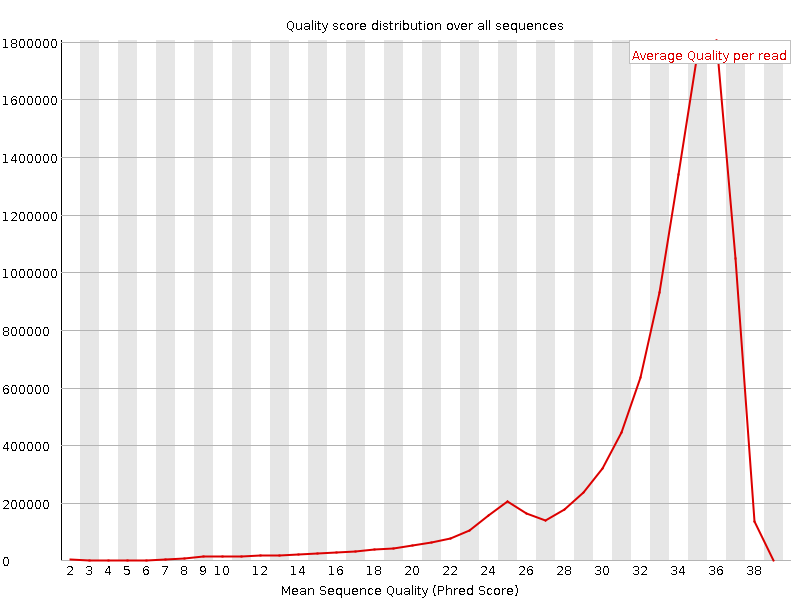 Quality score distribution over all sequences
1800000
Average Quality per read
1600000
1400000
1200000
1000000
800000
600000
400000
200000
0
2 3 4 5 6 7 8 9 10 12 14 16 18 20 22 24 26 28 30 32 34 36 38
Mean Sequence Quality (Phred Score)